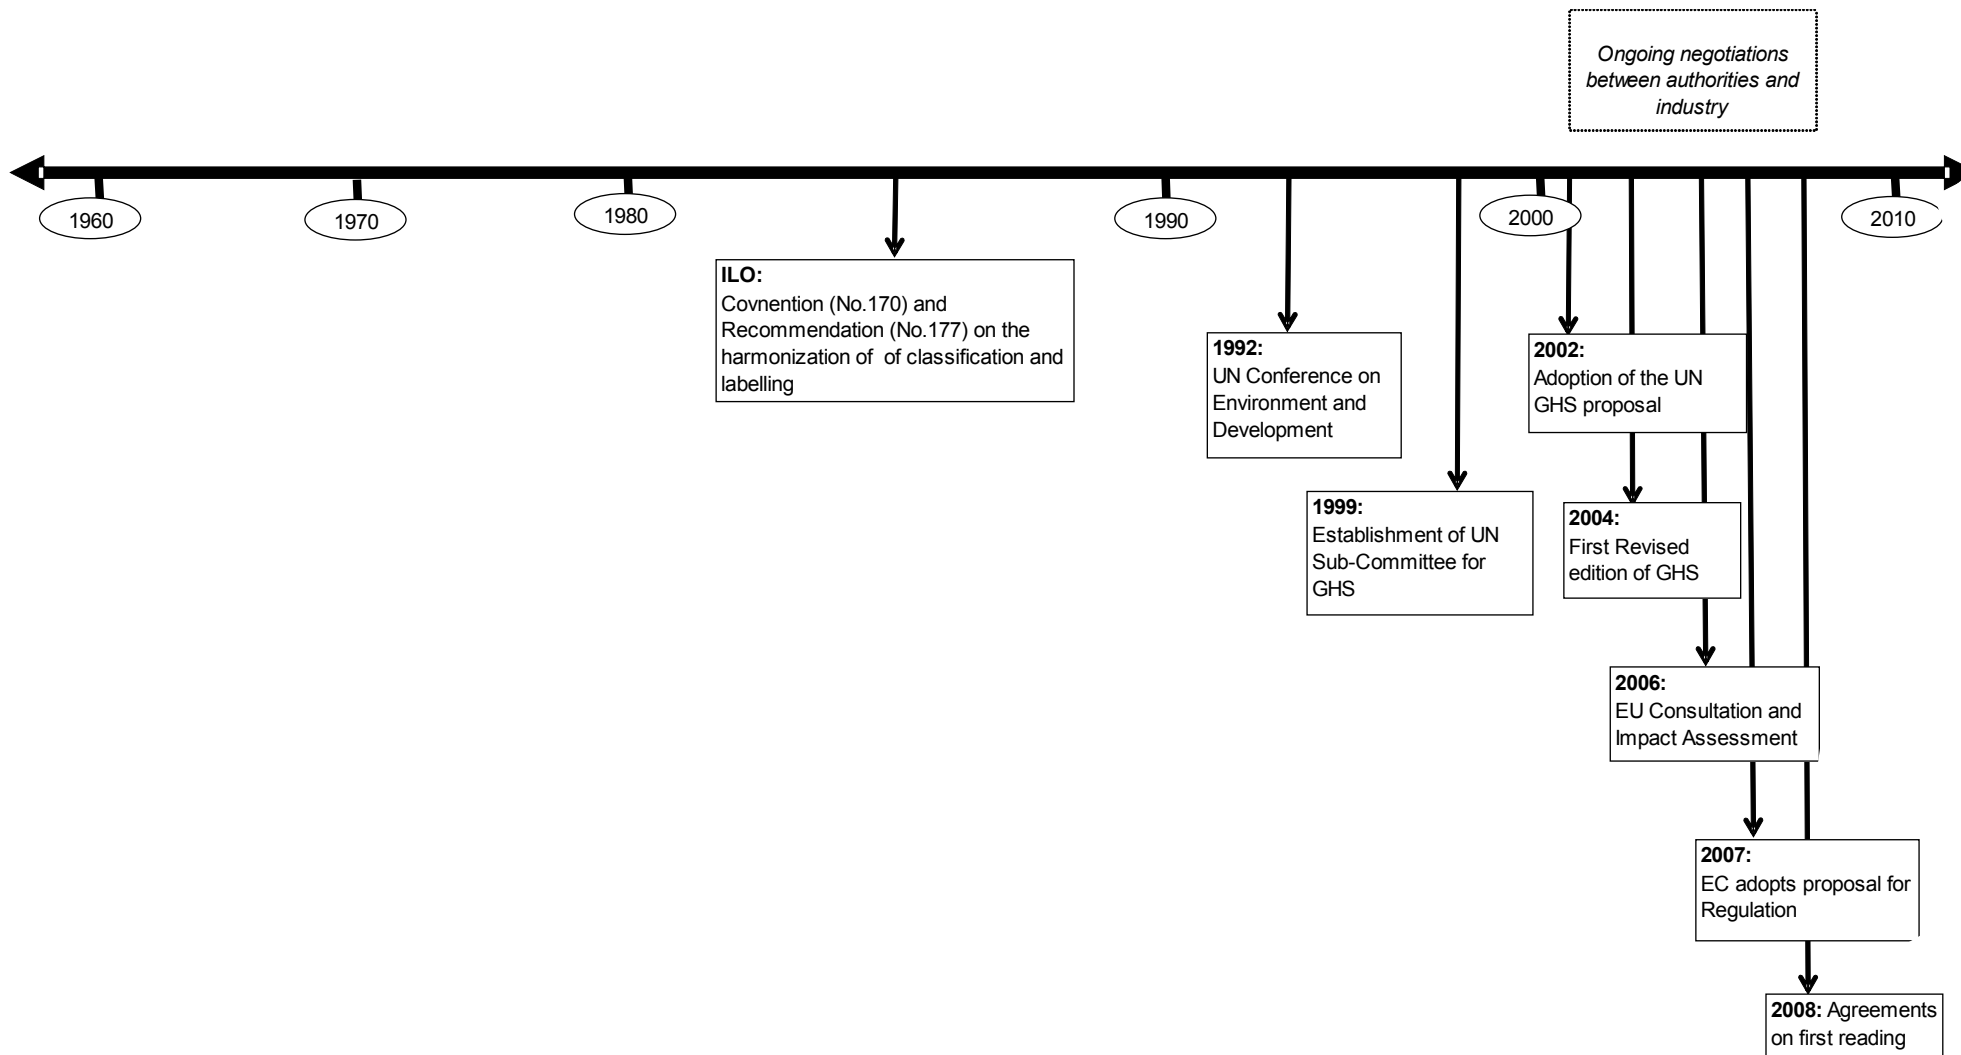 Ongoing negotiations
between authorities and
industry
1960
1970
1980
1990
2000
2010
ILO:
Covnention (No.170) and
Recommendation (No.177) on the
harmonization of of classification and
labelling
1992:
UN Conference on
Environment and
Development
1999:
Establishment of UN
Sub-Committee for
GHS
2002:
Adoption of the UN
GHS proposal
2004:
First Revised
edition of GHS
2006:
EU Consultation and
Impact Assessment
2007:
EC adopts proposal for
Regulation
2008: Agreements
on first reading